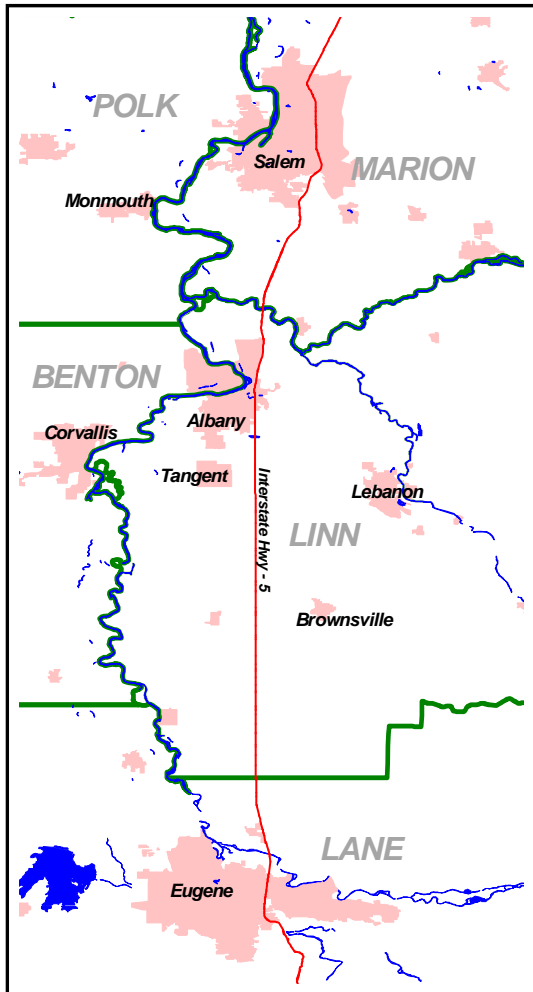 POLK
Salem
MARION
Monmouth
BENTON
Albany
Corvallis
Tangent
Interstate Hwy - 5
Lebanon
LINN
Brownsville
LANE
Eugene